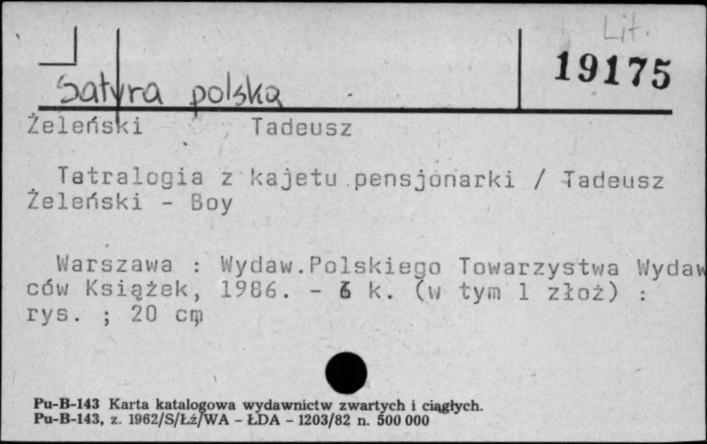 Lit.
19175
Satyra polska
Żeleński Tadeusz
Tetralogia z kajetu pensjonarki / Tadeusz
Żeleński - Boy
Warszawa : Wydaw.Polskiego Towarzystwa Wydaw
ców Książek, 1986. - 6 k. (w tym 1 złoż) :
rys. ; 20 cm
Pu-B-143 Karta katalogowa wydawnictw zwartych i ciągłych.
Pu-B-143, z. 1962/S/Łż/WA - ŁDA - 1203/82 n. 500 000